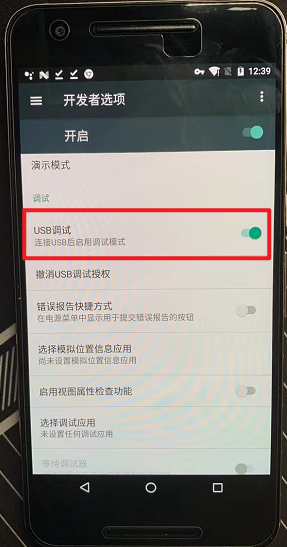 12:39
开发者选项
开启
演示模式
调试
USB调试
连接USB后启用调试模式
撤消USB调试授权
错误报告快捷方式
在电源菜单中显示用于提交错误报告的按钮
选择模拟位置信息应用
尚未设置模拟位置信息应用
启用视图属性检查功能
选择调试应用
未设置任何调试应用
等待调试器